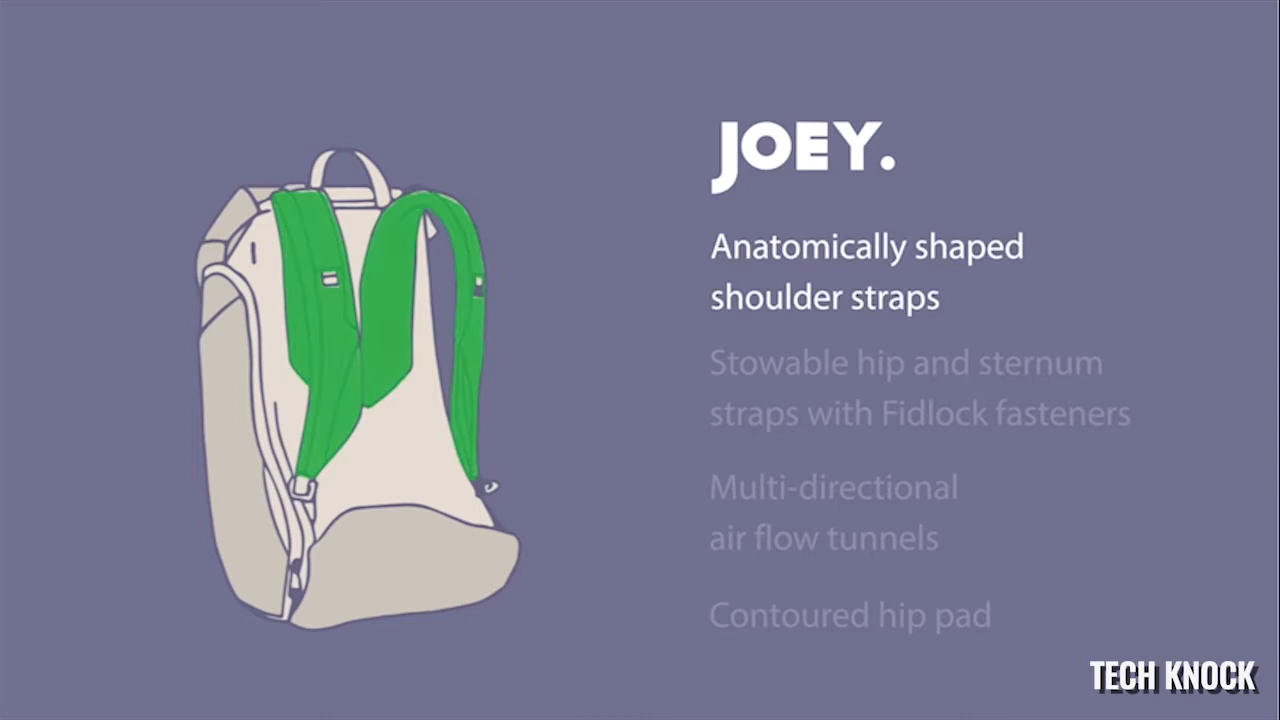 JOEY.
Anatomically shaped
shoulder straps
Stowable hip and sternum
straps with Fidlock fasteners
Multi-directional
air flow tunnels
Contoured hip pad
TECH KNOCK